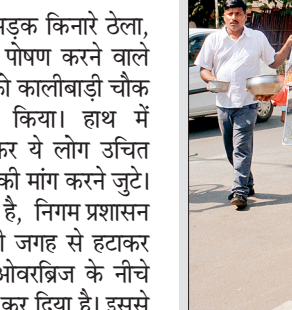 सड़क किनारे ठेला,
पोषण करने वाले
को कालीबाड़ी चौक
किया। हाथ में
कर ये लोग उचित
की मांग करने जुटे।
है, निगम प्रशासन
जगह से हटाकर
ओवरब्रिज के नीचे
कर दिया है। इससे